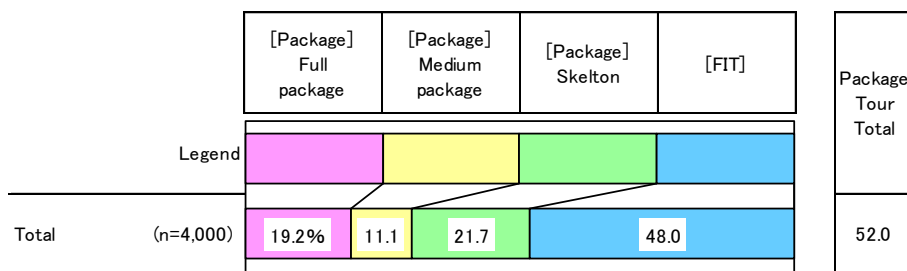 [Package]
Full
package
[Package]
Medium
package
[Package]
Skelton
[FIT]
Package
Tour
Total
Legend
Total (n=4,000) 19.2% 11.1 21.7 48.0 52.0